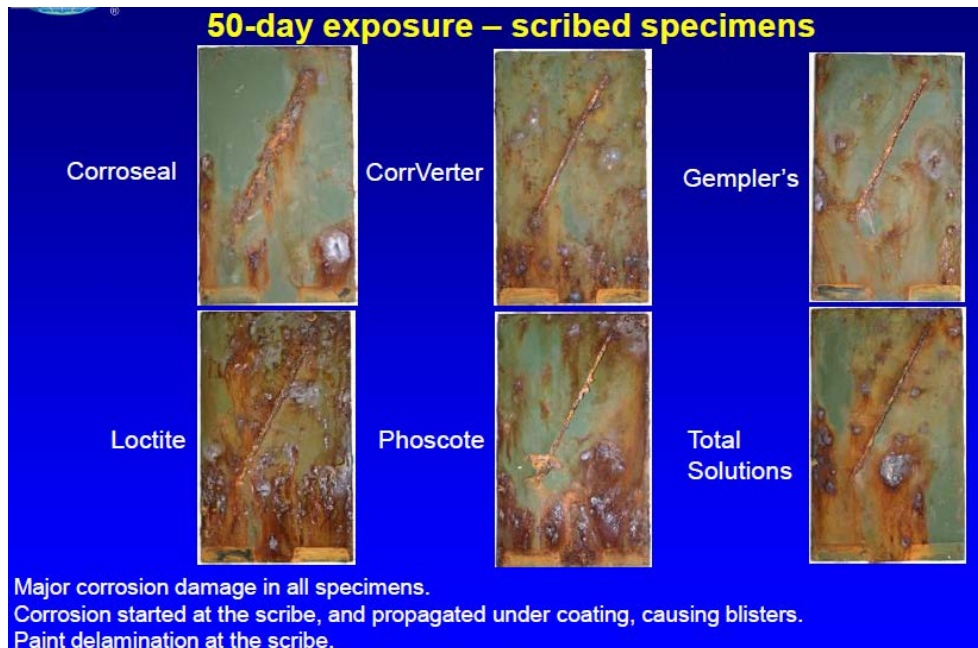 ®
50-day exposure – scribed specimens
Corroseal
CorrVerter
Gempler's
Loctite
Phoscote
Total
Solutions
Major corrosion damage in all specimens.
Corrosion started at the scribe, and propagated under coating, causing blisters.
Paint delamination at the scribe.